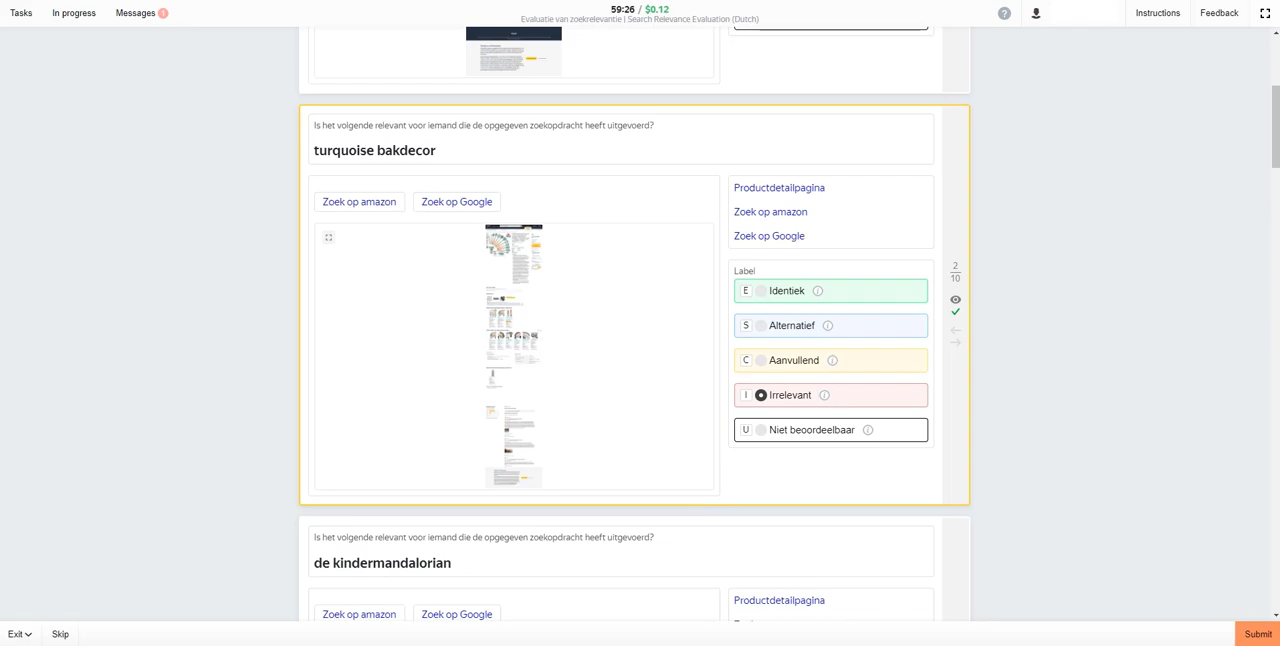 Tasks
In progress
Messages 1
59:26 / $0.12
Evaluatie van zoekrelevantie | Search Relevance Evaluation (Dutch)
Instructions
Feedback
Is het volgende relevant voor iemand die de opgegeven zoekopdracht heeft uitgevoerd?
turquoise bakdecor
Zoek op amazon
Zoek op Google
Productdetailpagina
Zoek op amazon
Zoek op Google
Label
E Identiek
S Alternatief
C Aanvullend
I Irrelevant
U Niet beoordeelbaar
2
10
Is het volgende relevant voor iemand die de opgegeven zoekopdracht heeft uitgevoerd?
de kindermandalorian
Zoek op amazon
Zoek op Google
Productdetailpagina
Exit
Skip
Submit